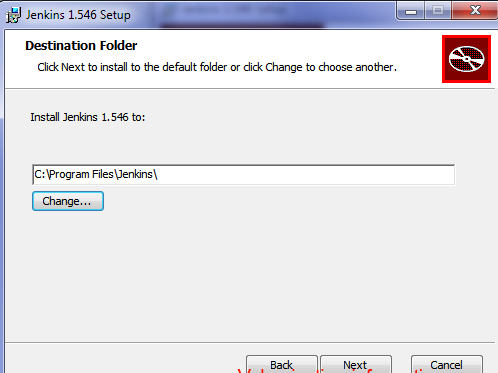 Jenkins 1.546 Setup
Destination Folder
Click Next to install to the default folder or click Change to choose another.
Install Jenkins 1.546 to:
C:\Program Files\Jenkins\
Change...
Back
Next
Cancel